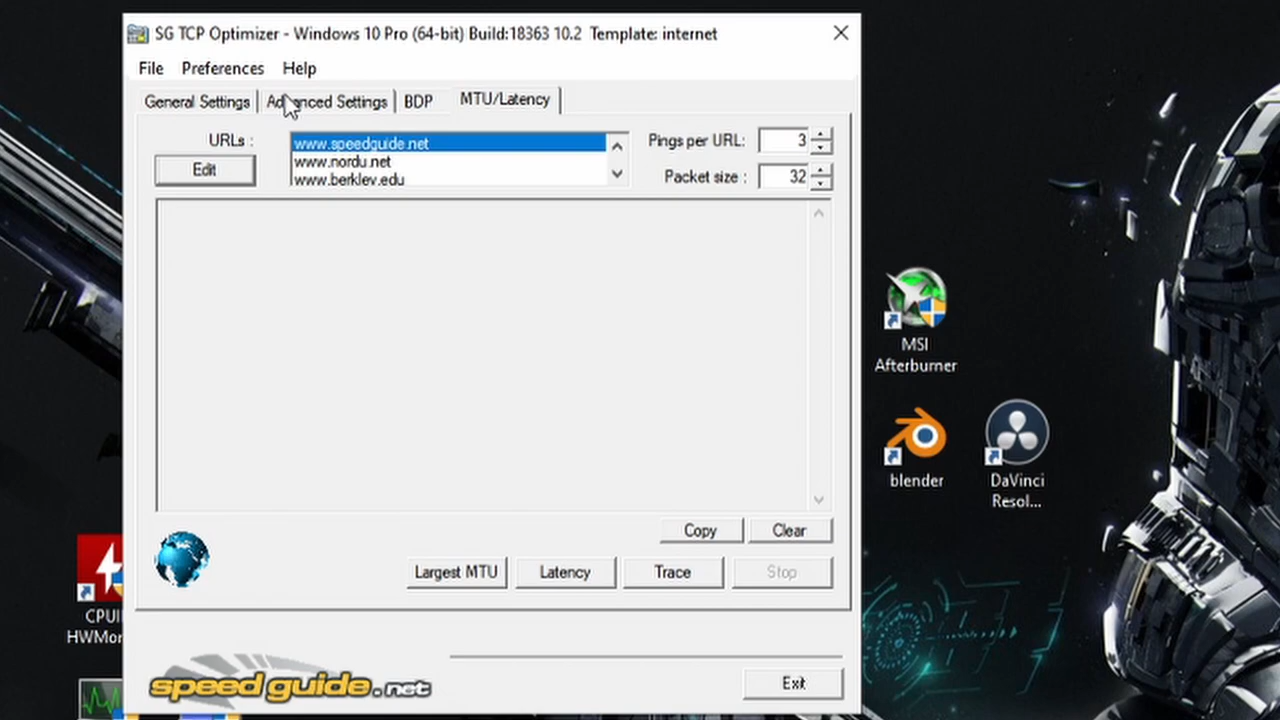 SG TCP Optimizer - Windows 10 Pro (64-bit) Build:18363 10.2 Template: internet
File Preferences Help
General Settings Advanced Settings BDP MTU/Latency
URLs :
Edit
www.speedguide.net
www.nordu.net
www.berkley.edu
Pings per URL: 3
Packet size : 32
Copy Clear
Largest MTU Latency Trace Stop
speed guide.net
Exit
MSI
Afterburner
blender
DaVinci
Resol...
CPUI
HWMon